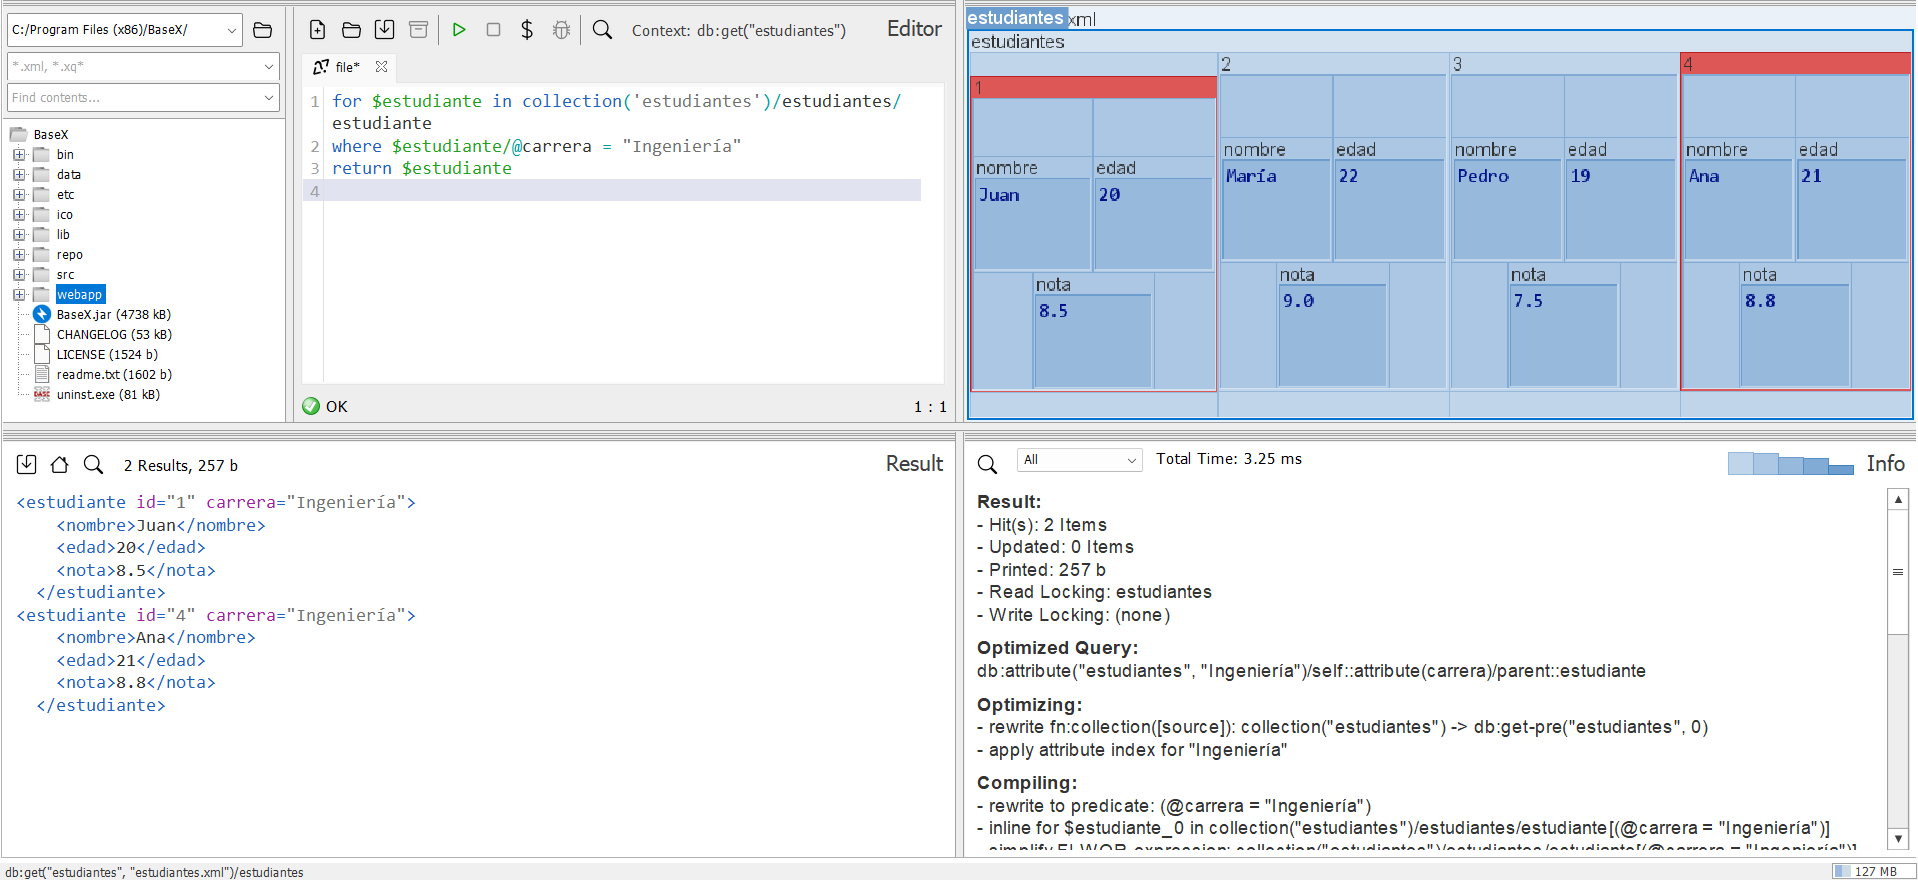 C:/Program Files (x86)/BaseX/
*.xml, *.xq*
Find contents...
BaseX
bin
data
etc
ico
lib
repo
src
webapp
BaseX.jar (4738 kB)
CHANGELOG (53 kB)
LICENSE (1524 b)
readme.txt (1602 b)
uninst.exe (81 kB)
Context: db:get("estudiantes")
Editor
file*
1 for $estudiante in collection('estudiantes')/estudiantes/
estudiante
2 where $estudiante/@carrera = "Ingeniería"
3 return $estudiante
4
OK
1 : 1
estudiantes xml
estudiantes
1
2
3
4
nombre
edad
Juan
20
nota
8.5
nombre
edad
María
22
nota
9.0
nombre
edad
Pedro
19
nota
7.5
nombre
edad
Ana
21
nota
8.8
2 Results, 257 b
Result
<estudiante id="1" carrera="Ingeniería">
<nombre>Juan</nombre>
<edad>20</edad>
<nota>8.5</nota>
</estudiante>
<estudiante id="4" carrera="Ingeniería">
<nombre>Ana</nombre>
<edad>21</edad>
<nota>8.8</nota>
</estudiante>
All
Total Time: 3.25 ms
Info
Result:
- Hit(s): 2 Items
- Updated: 0 Items
- Printed: 257 b
- Read Locking: estudiantes
- Write Locking: (none)
Optimized Query:
db:attribute("estudiantes", "Ingeniería")/self::attribute(carrera)/parent::estudiante
Optimizing:
- rewrite fn:collection([source]): collection("estudiantes") -> db:get-pre("estudiantes", 0)
- apply attribute index for "Ingeniería"
Compiling:
- rewrite to predicate: (@carrera = "Ingeniería")
- inline for $estudiante_0 in collection("estudiantes")/estudiantes/estudiante[(@carrera = "Ingeniería")]
- simplify FLWOR expression: collection("estudiantes")/estudiantes/estudiante[(@carrera = "Ingeniería")]
db:get("estudiantes", "estudiantes.xml")/estudiantes
127 MB